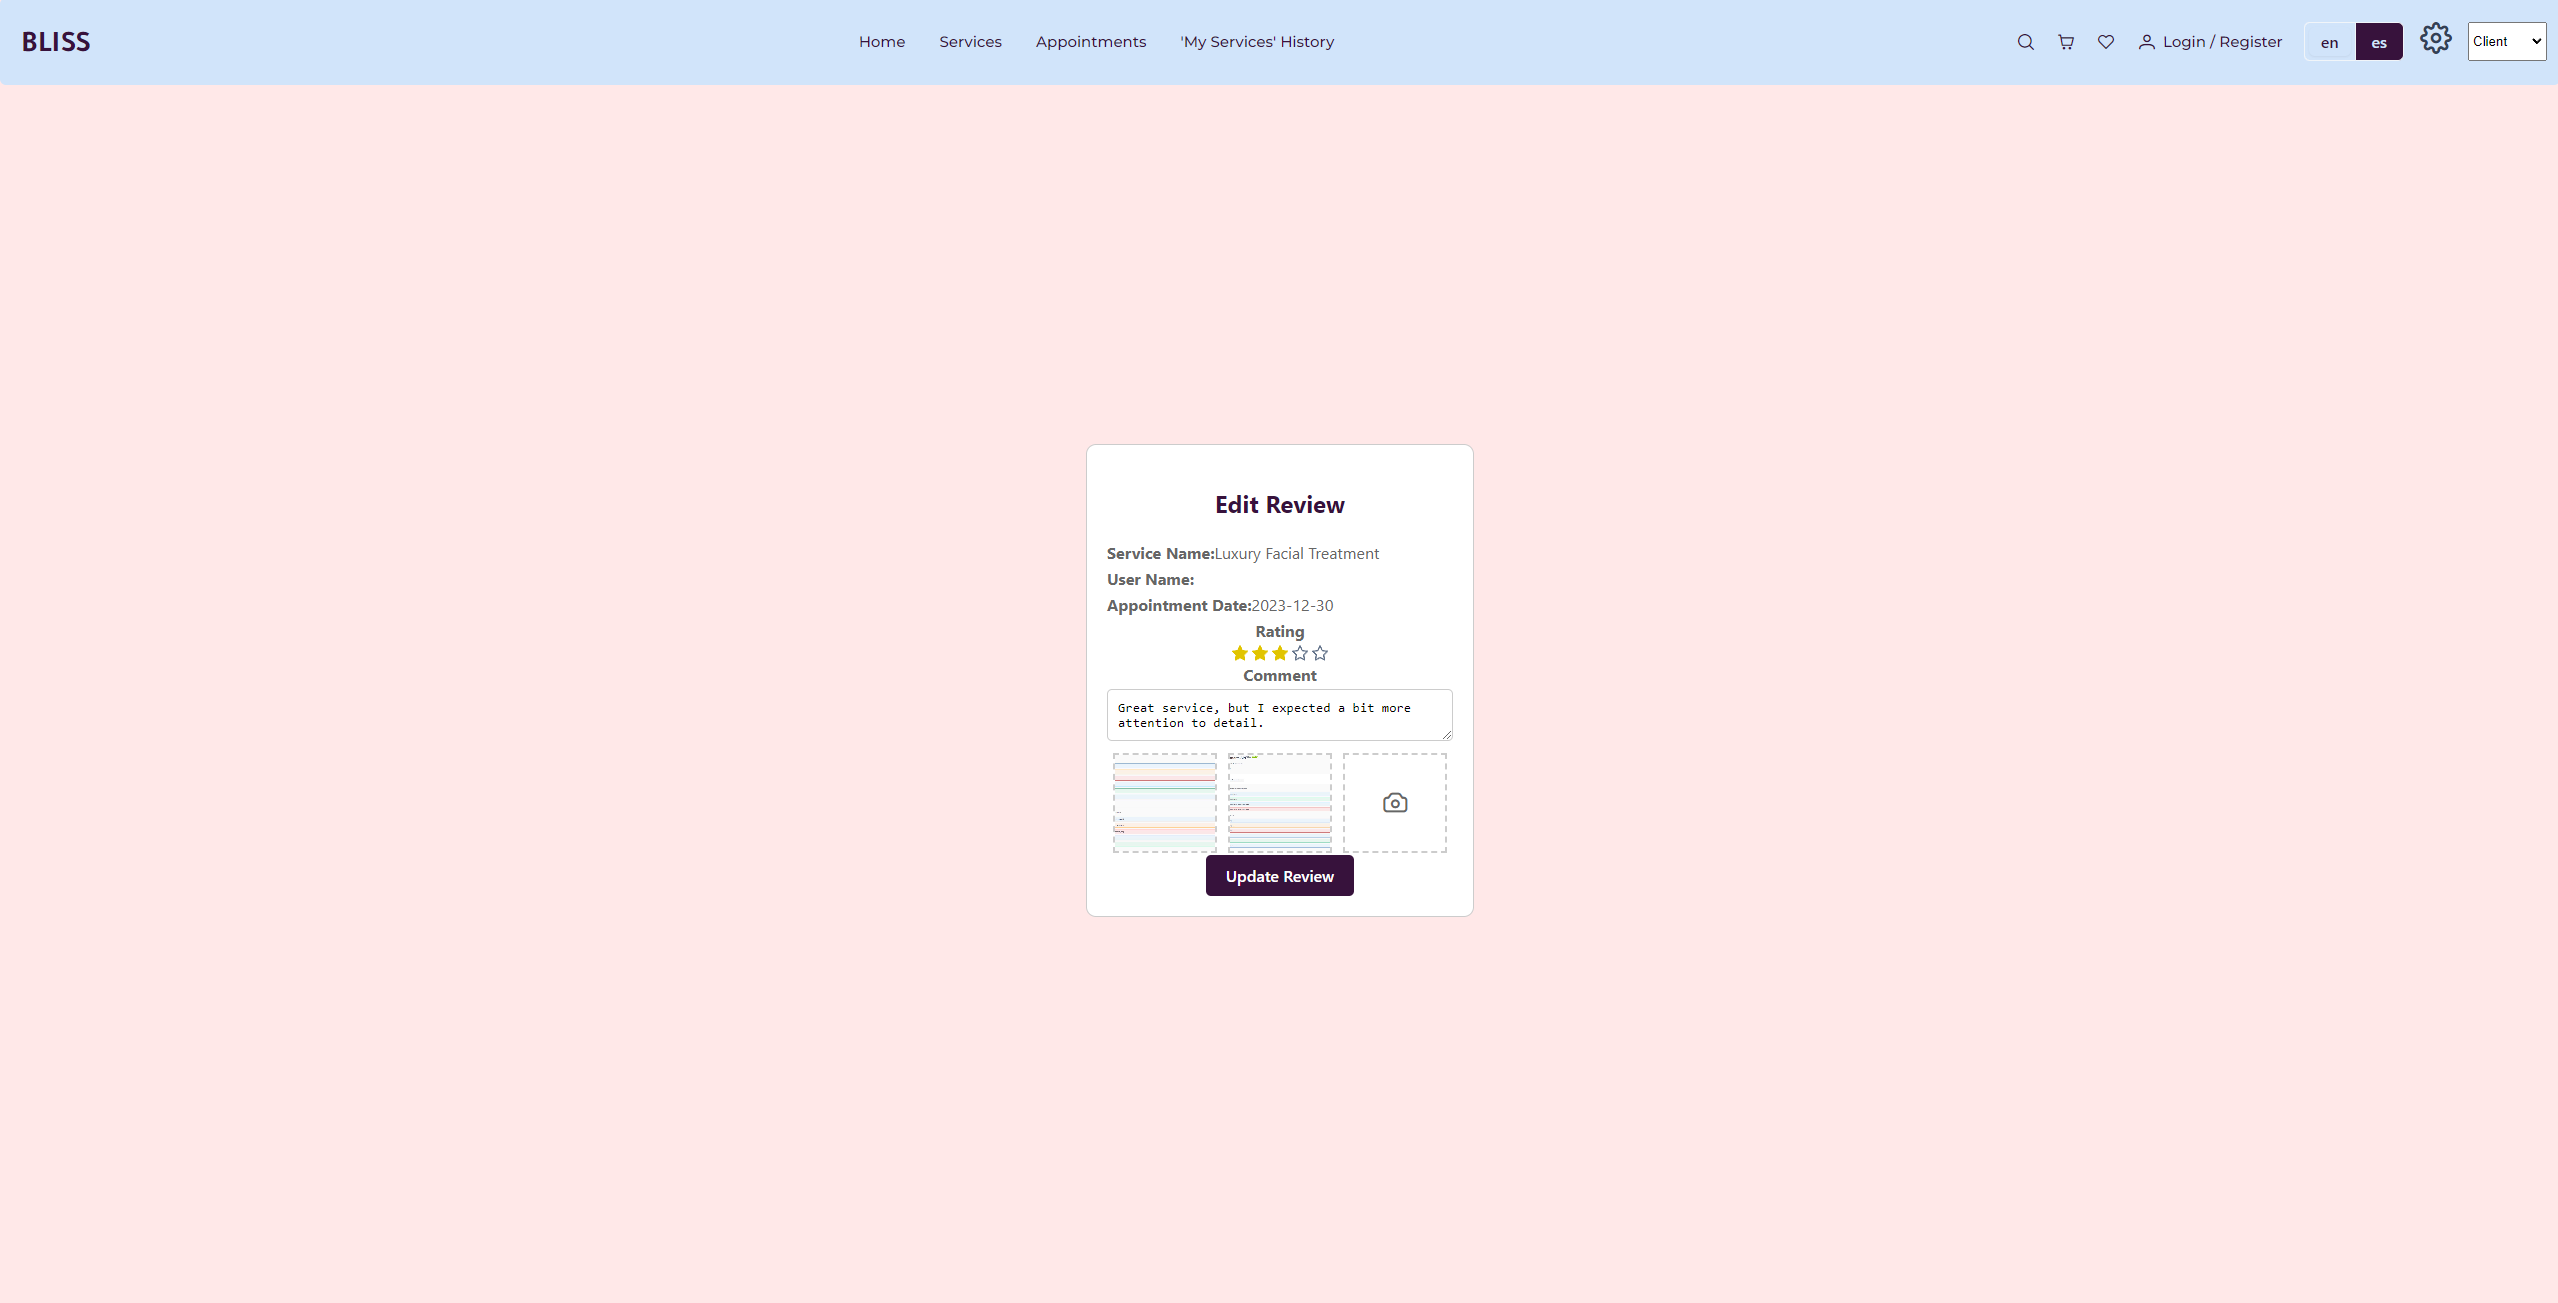 BLISS
Home Services Appointments 'My Services' History
Login / Register
en es
Client
Edit Review
Service Name:Luxury Facial Treatment
User Name:
Appointment Date:2023-12-30
Rating
Comment
Great service, but I expected a bit more
attention to detail.
Update Review